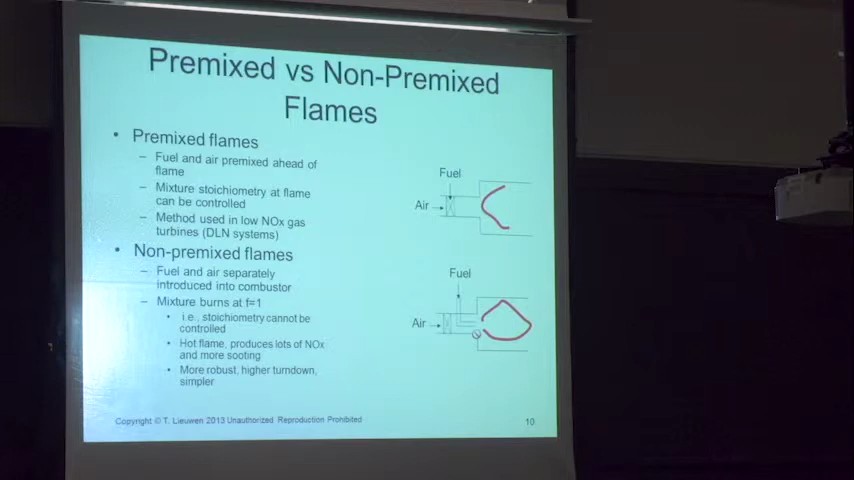 Premixed vs Non-Premixed
Flames
• Premixed flames
– Fuel and air premixed ahead of
flame
– Mixture stoichiometry at flame
can be controlled
– Method used in low NOx gas
turbines (DLN systems)
• Non-premixed flames
– Fuel and air separately
introduced into combustor
– Mixture burns at f=1
• i.e., stoichiometry cannot be
controlled
• Hot flame, produces lots of NOx
and more sooting
• More robust, higher turndown,
simpler
Fuel
Air
Fuel
Air
Copyright © T. Lieuwen 2013 Unauthorized Reproduction Prohibited
10